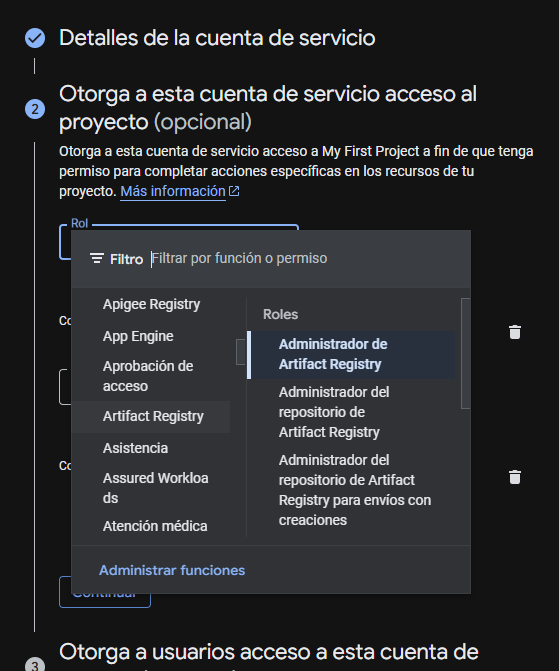 Detalles de la cuenta de servicio
2
Otorga a esta cuenta de servicio acceso al
proyecto (opcional)
Otorga a esta cuenta de servicio acceso a My First Project a fin de que tenga
permiso para completar acciones específicas en los recursos de tu
proyecto. Más información
Rol
Filtro Filtrar por función o permiso
Co
Co
Apigee Registry
App Engine
Aprobación de
acceso
Artifact Registry
Asistencia
Assured Workloa
ds
Atención médica
Roles
Administrador de
Artifact Registry
Administrador del
repositorio de
Artifact Registry
Administrador del
repositorio de Artifact
Registry para envíos con
creaciones
Administrar funciones
Continuar
3
Otorga a usuarios acceso a esta cuenta de